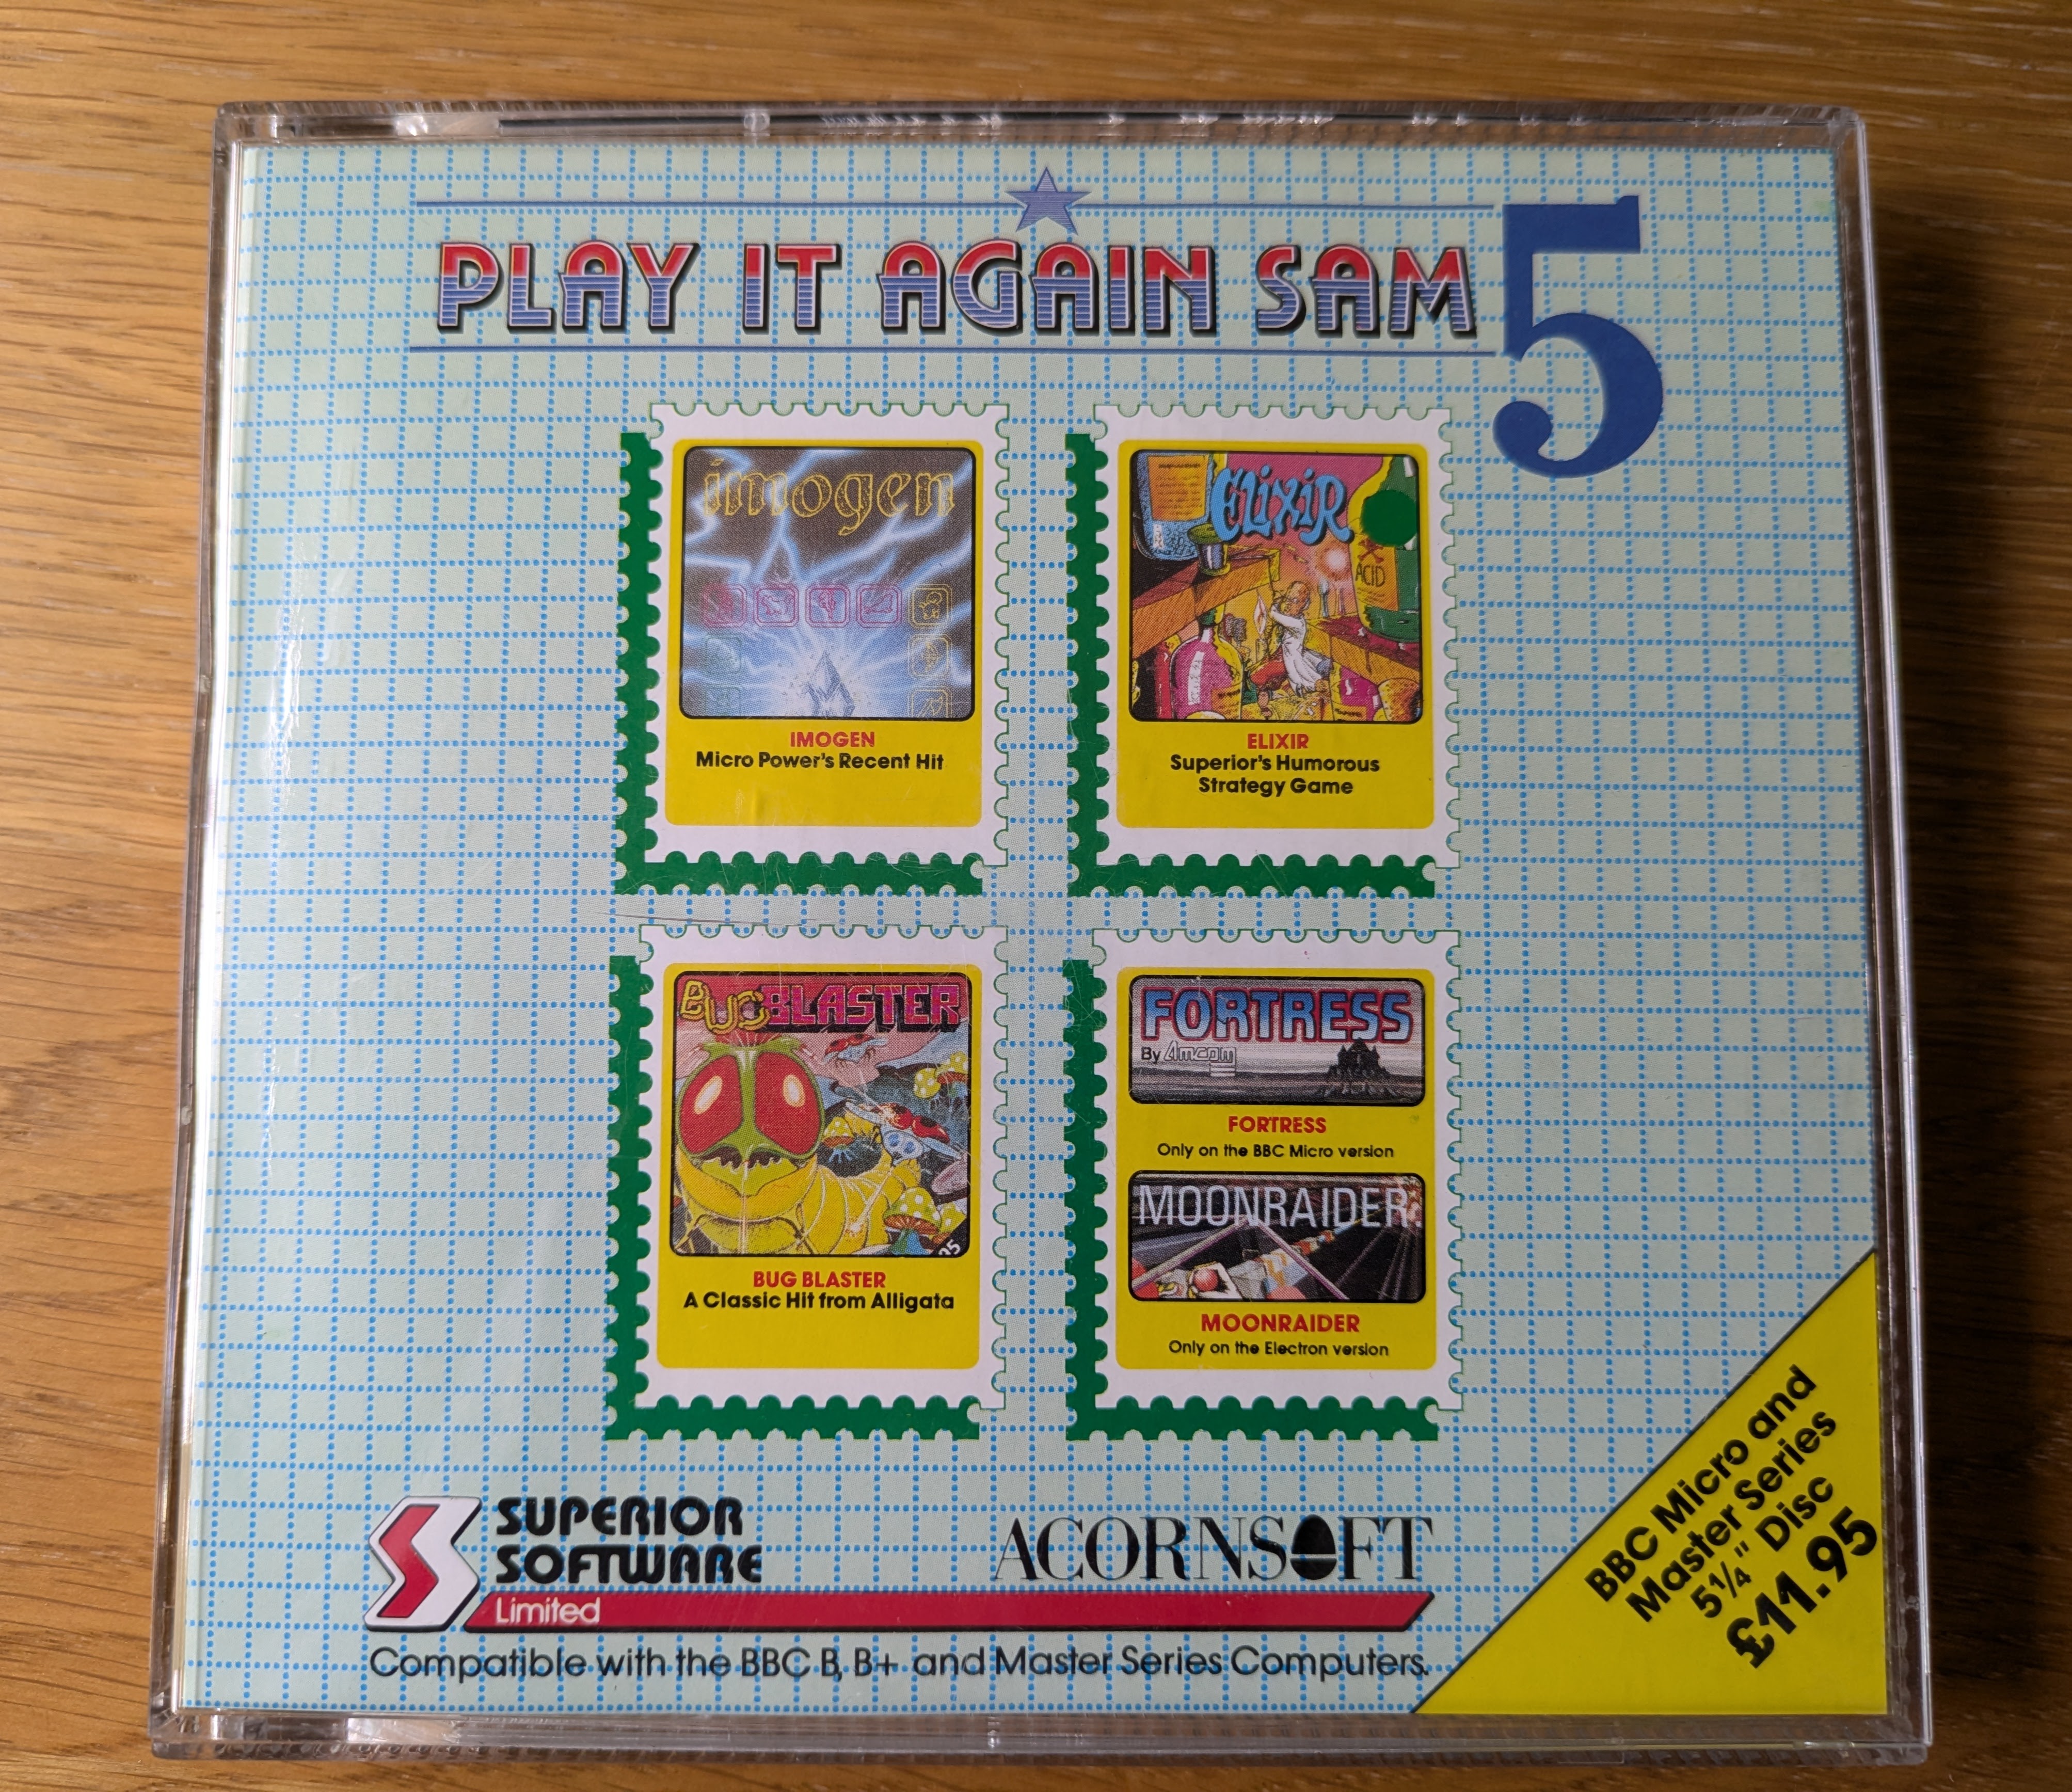 PLAY IT AGAIN SAM 5
imogen
IMOGEN
Micro Power's Recent Hit
ELIXIR
ACID
ELIXIR
Superior's Humorous
Strategy Game
BUG BLASTER
BUG BLASTER
A Classic Hit from Alligata
FORTRESS
By Amcom
FORTRESS
Only on the BBC Micro version
MOONRAIDER
MOONRAIDER
Only on the Electron version
SUPERIOR
SOFTWARE
Limited
ACORNSOFT
Compatible with the BBC B, B+ and Master Series Computers.
BBC Micro and
Master Series
5¼" Disc
£11.95